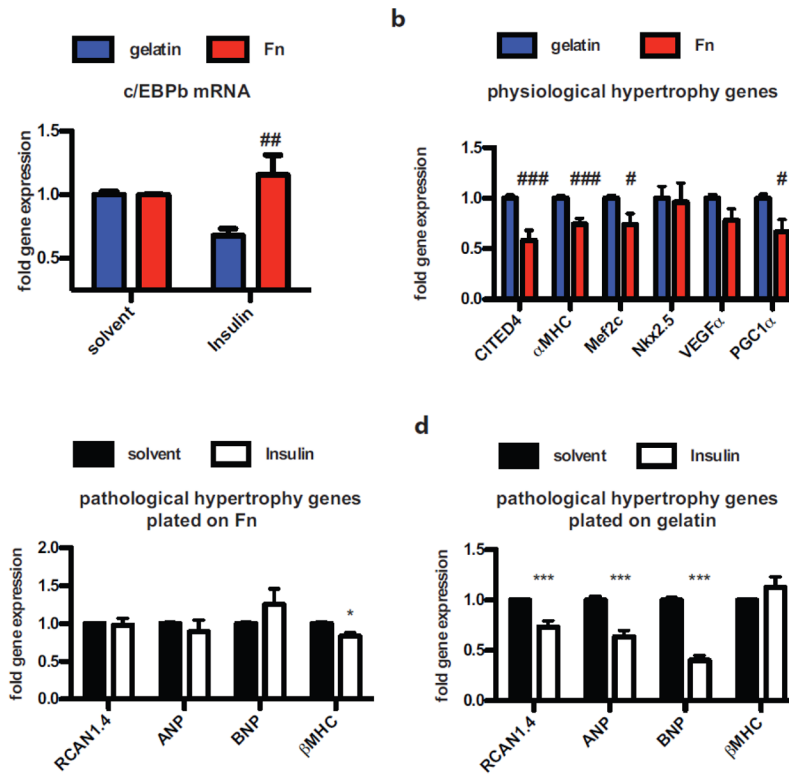 gelatin Fn
c/EBPb mRNA
fold gene expression
1.5
1.0
0.5
##
solvent
Insulin
b
gelatin Fn
physiological hypertrophy genes
fold gene expression
1.5
1.0
0.5
0.0
### ### # #
CITED4
αMHC
Mef2c
Nkx2.5
VEGFα
PGC1α
solvent Insulin
pathological hypertrophy genes
plated on Fn
fold gene expression
2.0
1.5
1.0
0.5
0.0
*
RCAN1.4
ANP
BNP
βMHC
d
solvent Insulin
pathological hypertrophy genes
plated on gelatin
fold gene expression
1.5
1.0
0.5
0.0
*** *** ***
RCAN1.4
ANP
BNP
βMHC